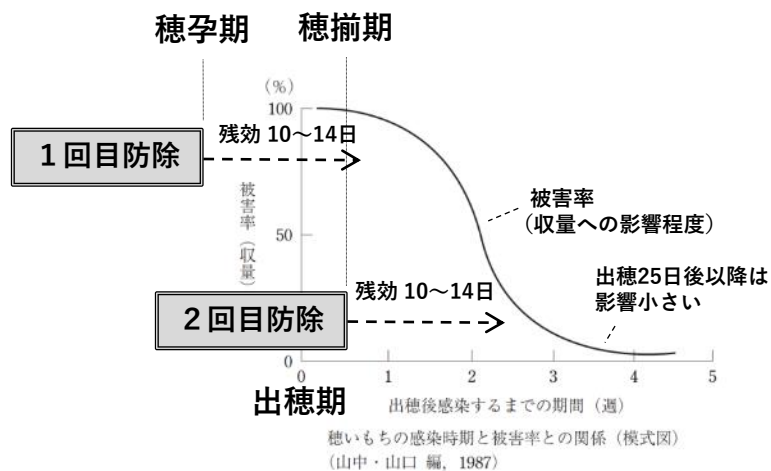 穂孕期
穂揃期
(%)
100
残効 10～14日
１回目防除
被害率（収量）
50
被害率
（収量への影響程度）
残効 10～14日
出穂25日後以降は
影響小さい
２回目防除
0
0 1 2 3 4 5
出穂期
出穂後感染するまでの期間（週）
穂いもちの感染時期と被害率との関係（模式図）
（山中・山口 編，1987）